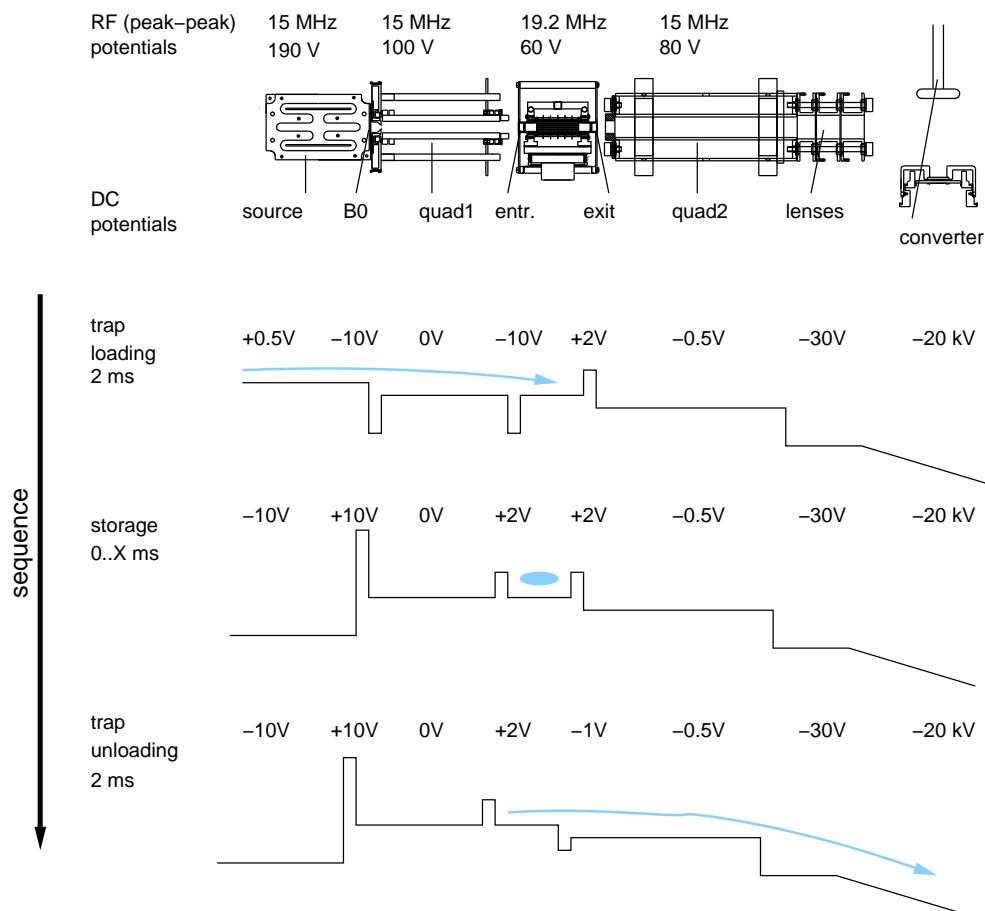 RF (peak−peak) 15 MHz 15 MHz 19.2 MHz 15 MHz
potentials 190 V 100 V 60 V 80 V
DC
potentials
source B0 quad1 entr. exit quad2 lenses
converter
sequence
trap
loading
2 ms
+0.5V −10V 0V −10V +2V −0.5V −30V −20 kV
storage
0..X ms
−10V +10V 0V +2V +2V −0.5V −30V −20 kV
trap
unloading
2 ms
−10V +10V 0V +2V −1V −0.5V −30V −20 kV